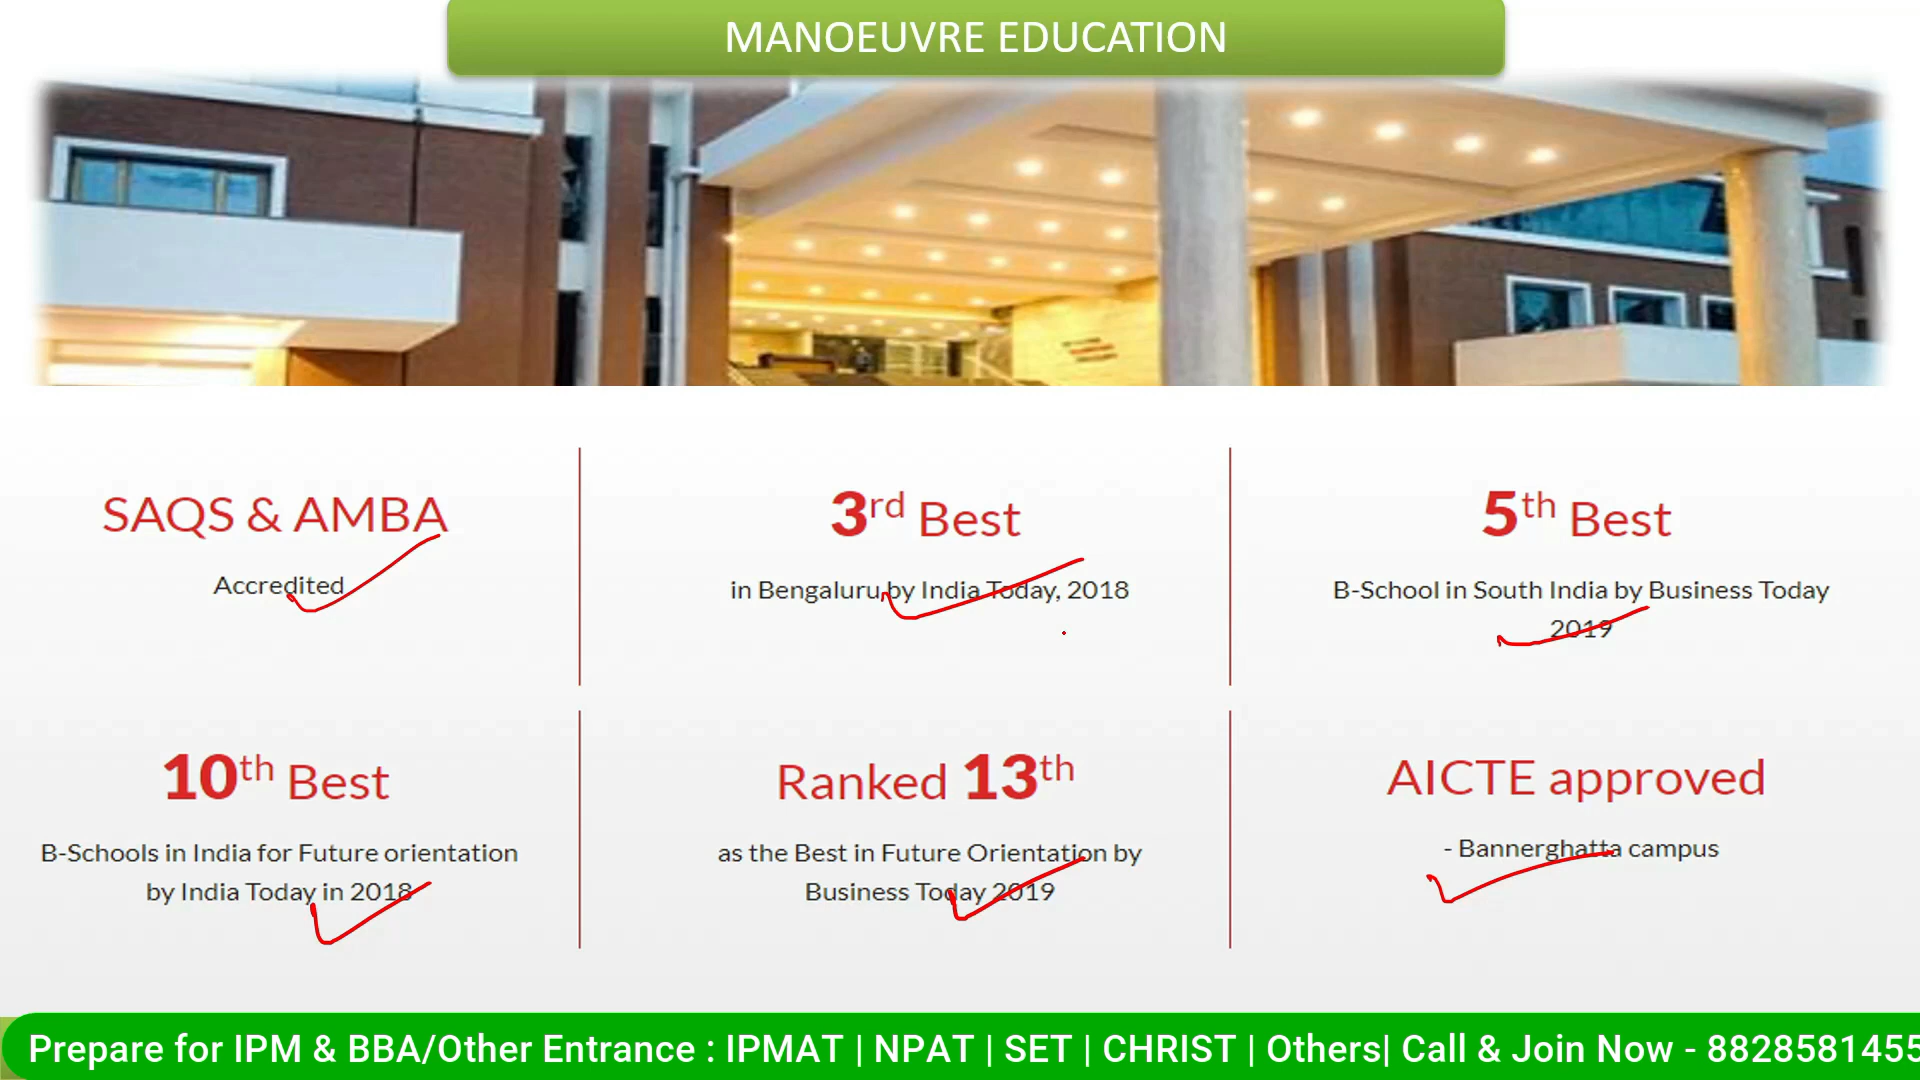 MANOEUVRE EDUCATION
SAQS & AMBA
Accredited
3rd Best
in Bengaluru by India Today, 2018
5th Best
B-School in South India by Business Today
2019
10th Best
B-Schools in India for Future orientation
by India Today in 2018
Ranked 13th
as the Best in Future Orientation by
Business Today 2019
AICTE approved
- Bannerghatta campus
Prepare for IPM & BBA/Other Entrance : IPMAT | NPAT | SET | CHRIST | Others| Call & Join Now - 8828581455